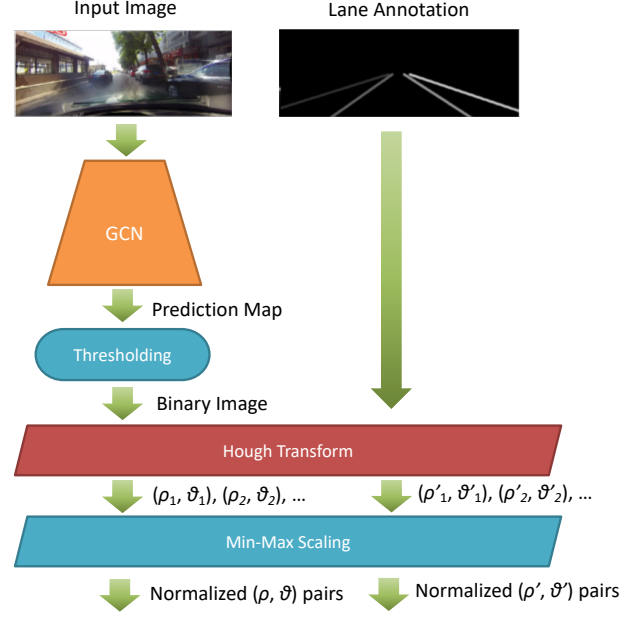 Input Image
Lane Annotation
GCN
Prediction Map
Thresholding
Binary Image
Hough Transform
(ρ₁, ϑ₁), (ρ₂, ϑ₂), ...
(ρ'₁, ϑ'₁), (ρ'₂, ϑ'₂), ...
Min-Max Scaling
Normalized (ρ, ϑ) pairs
Normalized (ρ', ϑ') pairs